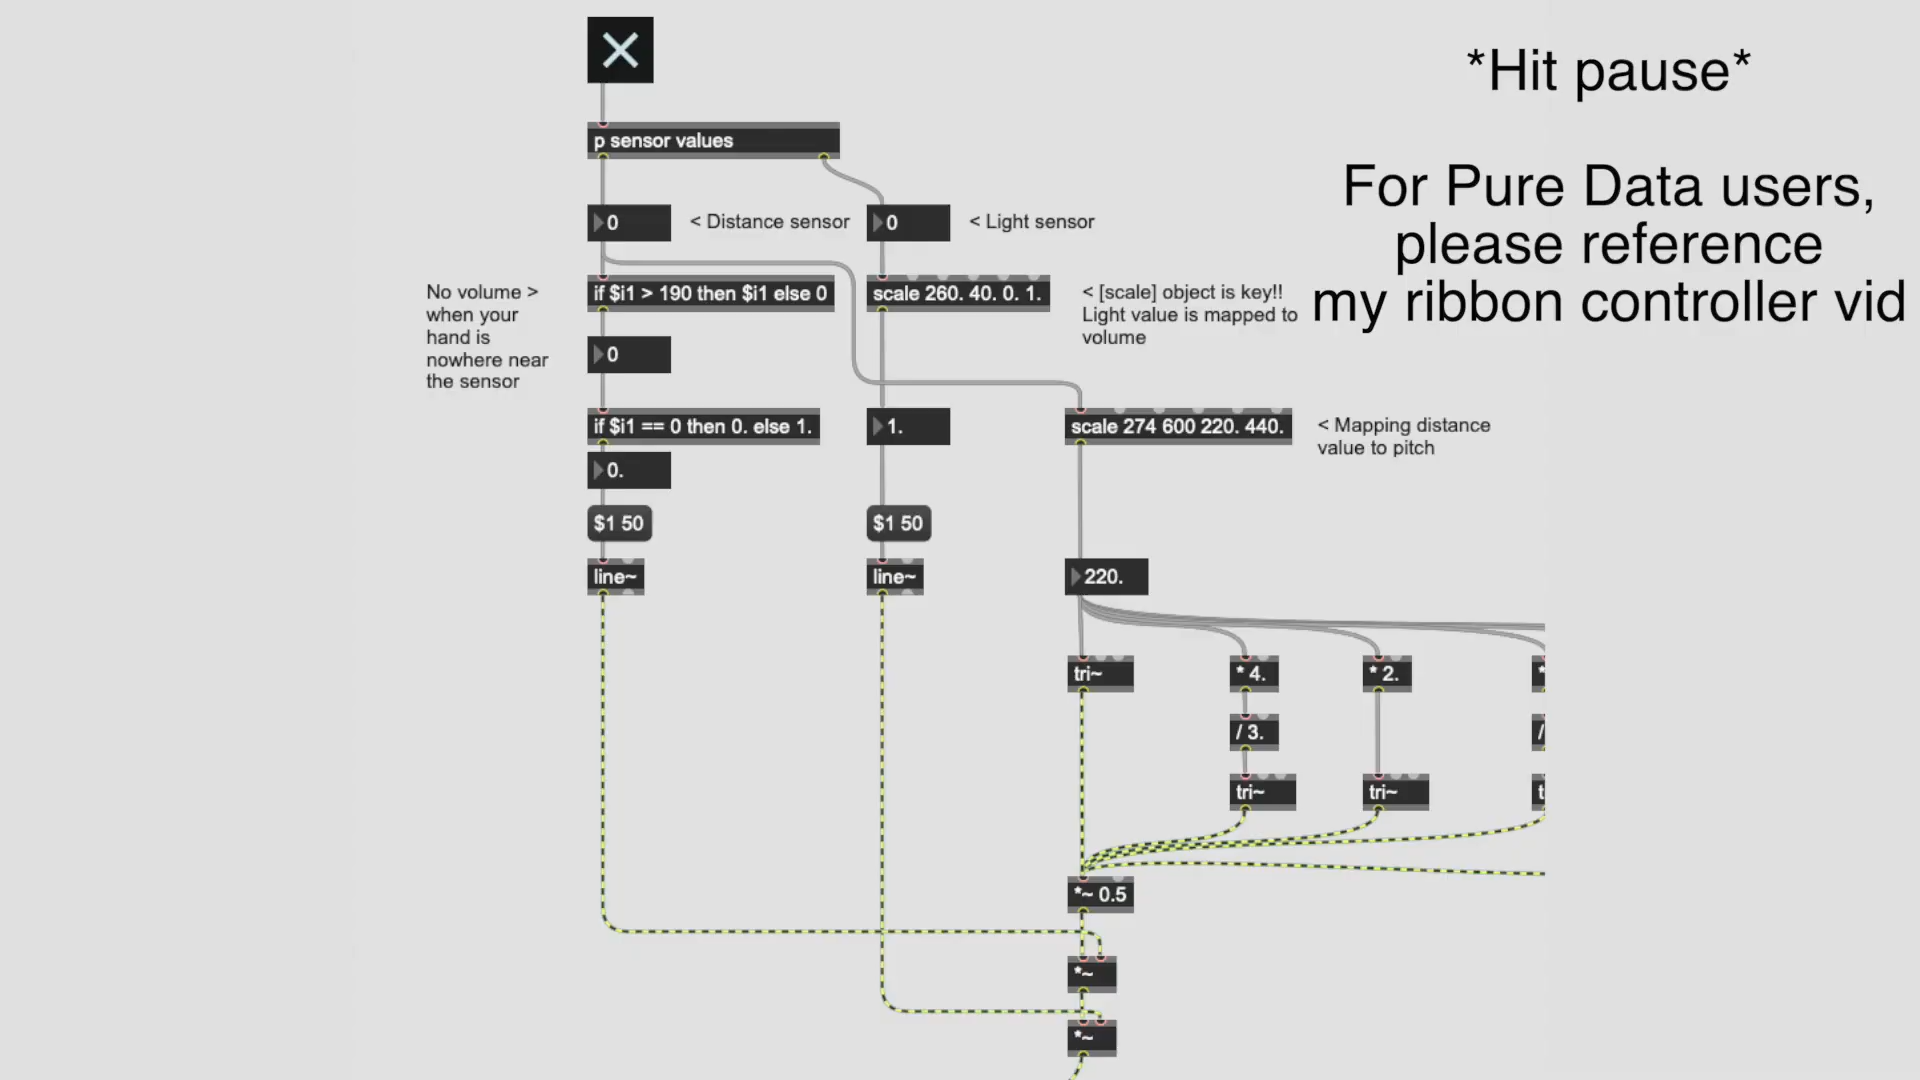 *Hit pause*
For Pure Data users,
please reference
my ribbon controller vid
p sensor values
0
< Distance sensor
0
< Light sensor
No volume >
when your
hand is
nowhere near
the sensor
if $i1 > 190 then $i1 else 0
scale 260. 40. 0. 1.
< [scale] object is key!!
Light value is mapped to
volume
0
if $i1 == 0 then 0. else 1.
1.
scale 274 600 220. 440.
< Mapping distance
value to pitch
0.
$1 50
$1 50
line~
line~
220.
tri~
* 4.
* 2.
/ 3.
/
tri~
tri~
t
*~ 0.5
*~
*~